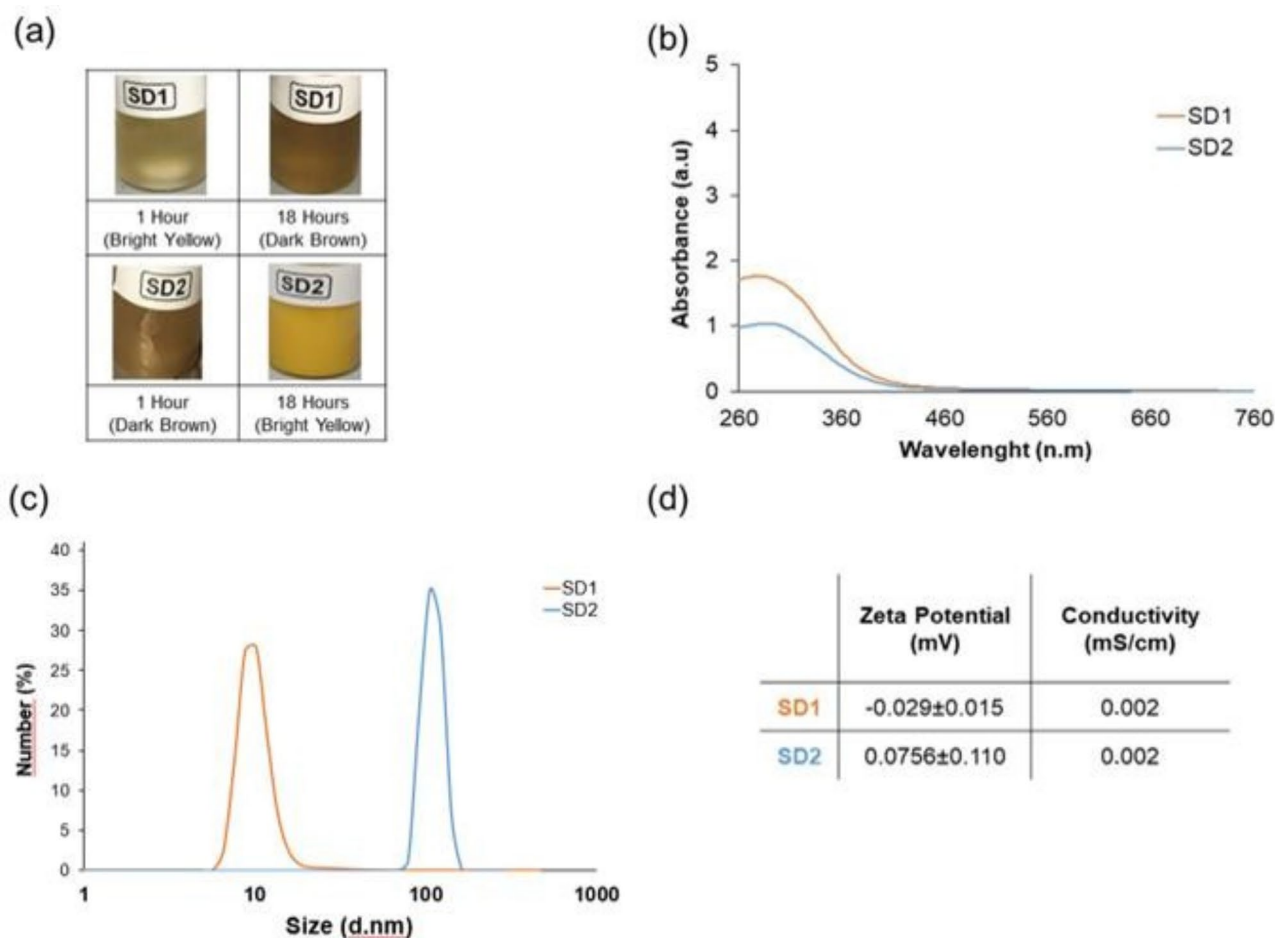 (a)
SD1
SD1
1 Hour
(Bright Yellow)
18 Hours
(Dark Brown)
SD2
SD2
1 Hour
(Dark Brown)
18 Hours
(Bright Yellow)
(b)
5
4
3
2
1
0
260
360
460
560
660
760
Absorbance (a.u)
Wavelenght (n.m)
SD1
SD2
(c)
40
35
30
25
20
15
10
5
0
1
10
100
1000
Number (%)
Size (d.nm)
SD1
SD2
(d)
Zeta Potential
(mV)
Conductivity
(mS/cm)
SD1
-0.029±0.015
0.002
SD2
0.0756±0.110
0.002